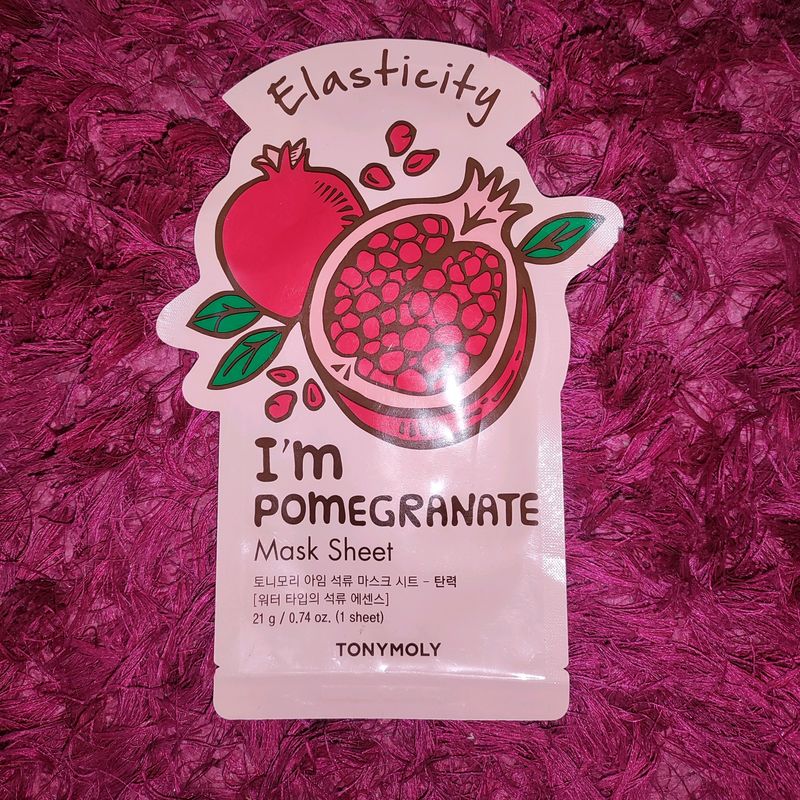 Elasticity
I'm
POMEGRANATE
Mask Sheet
토니모리 아임 석류 마스크 시트 - 탄력
[워터 타입의 석류 에센스]
21 g / 0.74 oz. (1 sheet)
TONYMOLY